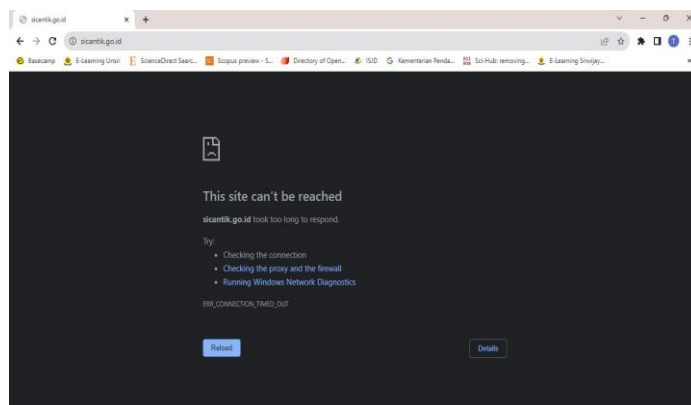 sicantik.go.id
sicantik.go.id
Basecamp E-Learning Unsri ScienceDirect Searc... Scopus preview - S... Directory of Open... ISJD Kementerian Penda... Sci-Hub: removing... E-Learning Sriwijay...
This site can't be reached
sicantik.go.id took too long to respond.
Try:
• Checking the connection
• Checking the proxy and the firewall
• Running Windows Network Diagnostics
ERR_CONNECTION_TIMED_OUT
Reload Details